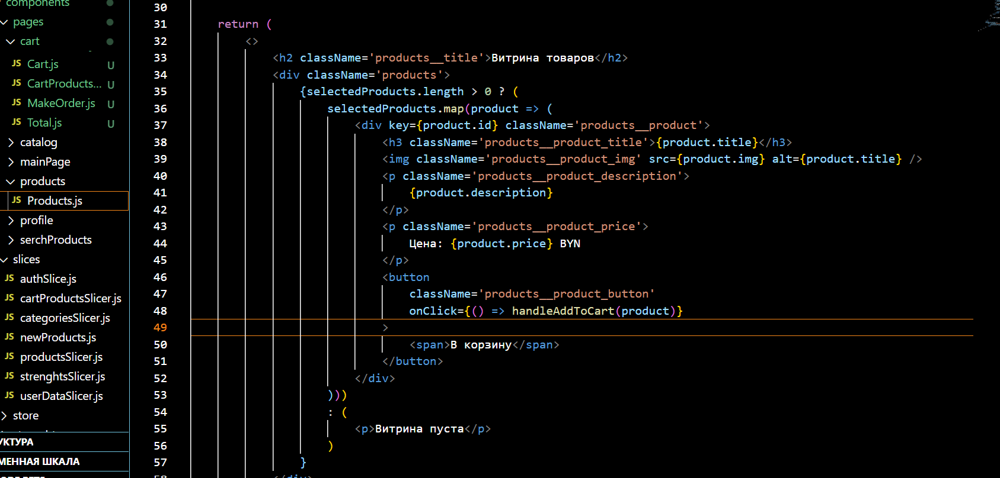 components
pages
cart
JS Cart.js U
JS CartProducts... U
JS MakeOrder.js U
JS Total.js U
catalog
mainPage
products
JS Products.js
profile
serchProducts
slices
JS authSlice.js
JS cartProductsSlicer.js
JS categoriesSlicer.js
JS newProducts.js
JS productsSlicer.js
JS strenghtsSlicer.js
JS userDataSlicer.js
store
УКТУРА
МЕННАЯ ШКАЛА
30
31 return (
32 <>
33 <h2 className='products__title'>Витрина товаров</h2>
34 <div className='products'>
35 {selectedProducts.length > 0 ? (
36 selectedProducts.map(product => (
37 <div key={product.id} className='products__product'>
38 <h3 className='products__product_title'>{product.title}</h3>
39 <img className='products__product_img' src={product.img} alt={product.title} />
40 <p className='products__product_description'>
41 {product.description}
42 </p>
43 <p className='products__product_price'>
44 Цена: {product.price} BYN
45 </p>
46 <button
47 className='products__product_button'
48 onClick={() => handleAddToCart(product)}
49 >
50 <span>В корзину</span>
51 </button>
52 </div>
53 )))
54 : (
55 <p>Витрина пуста</p>
56 )
57 }
58 </div>